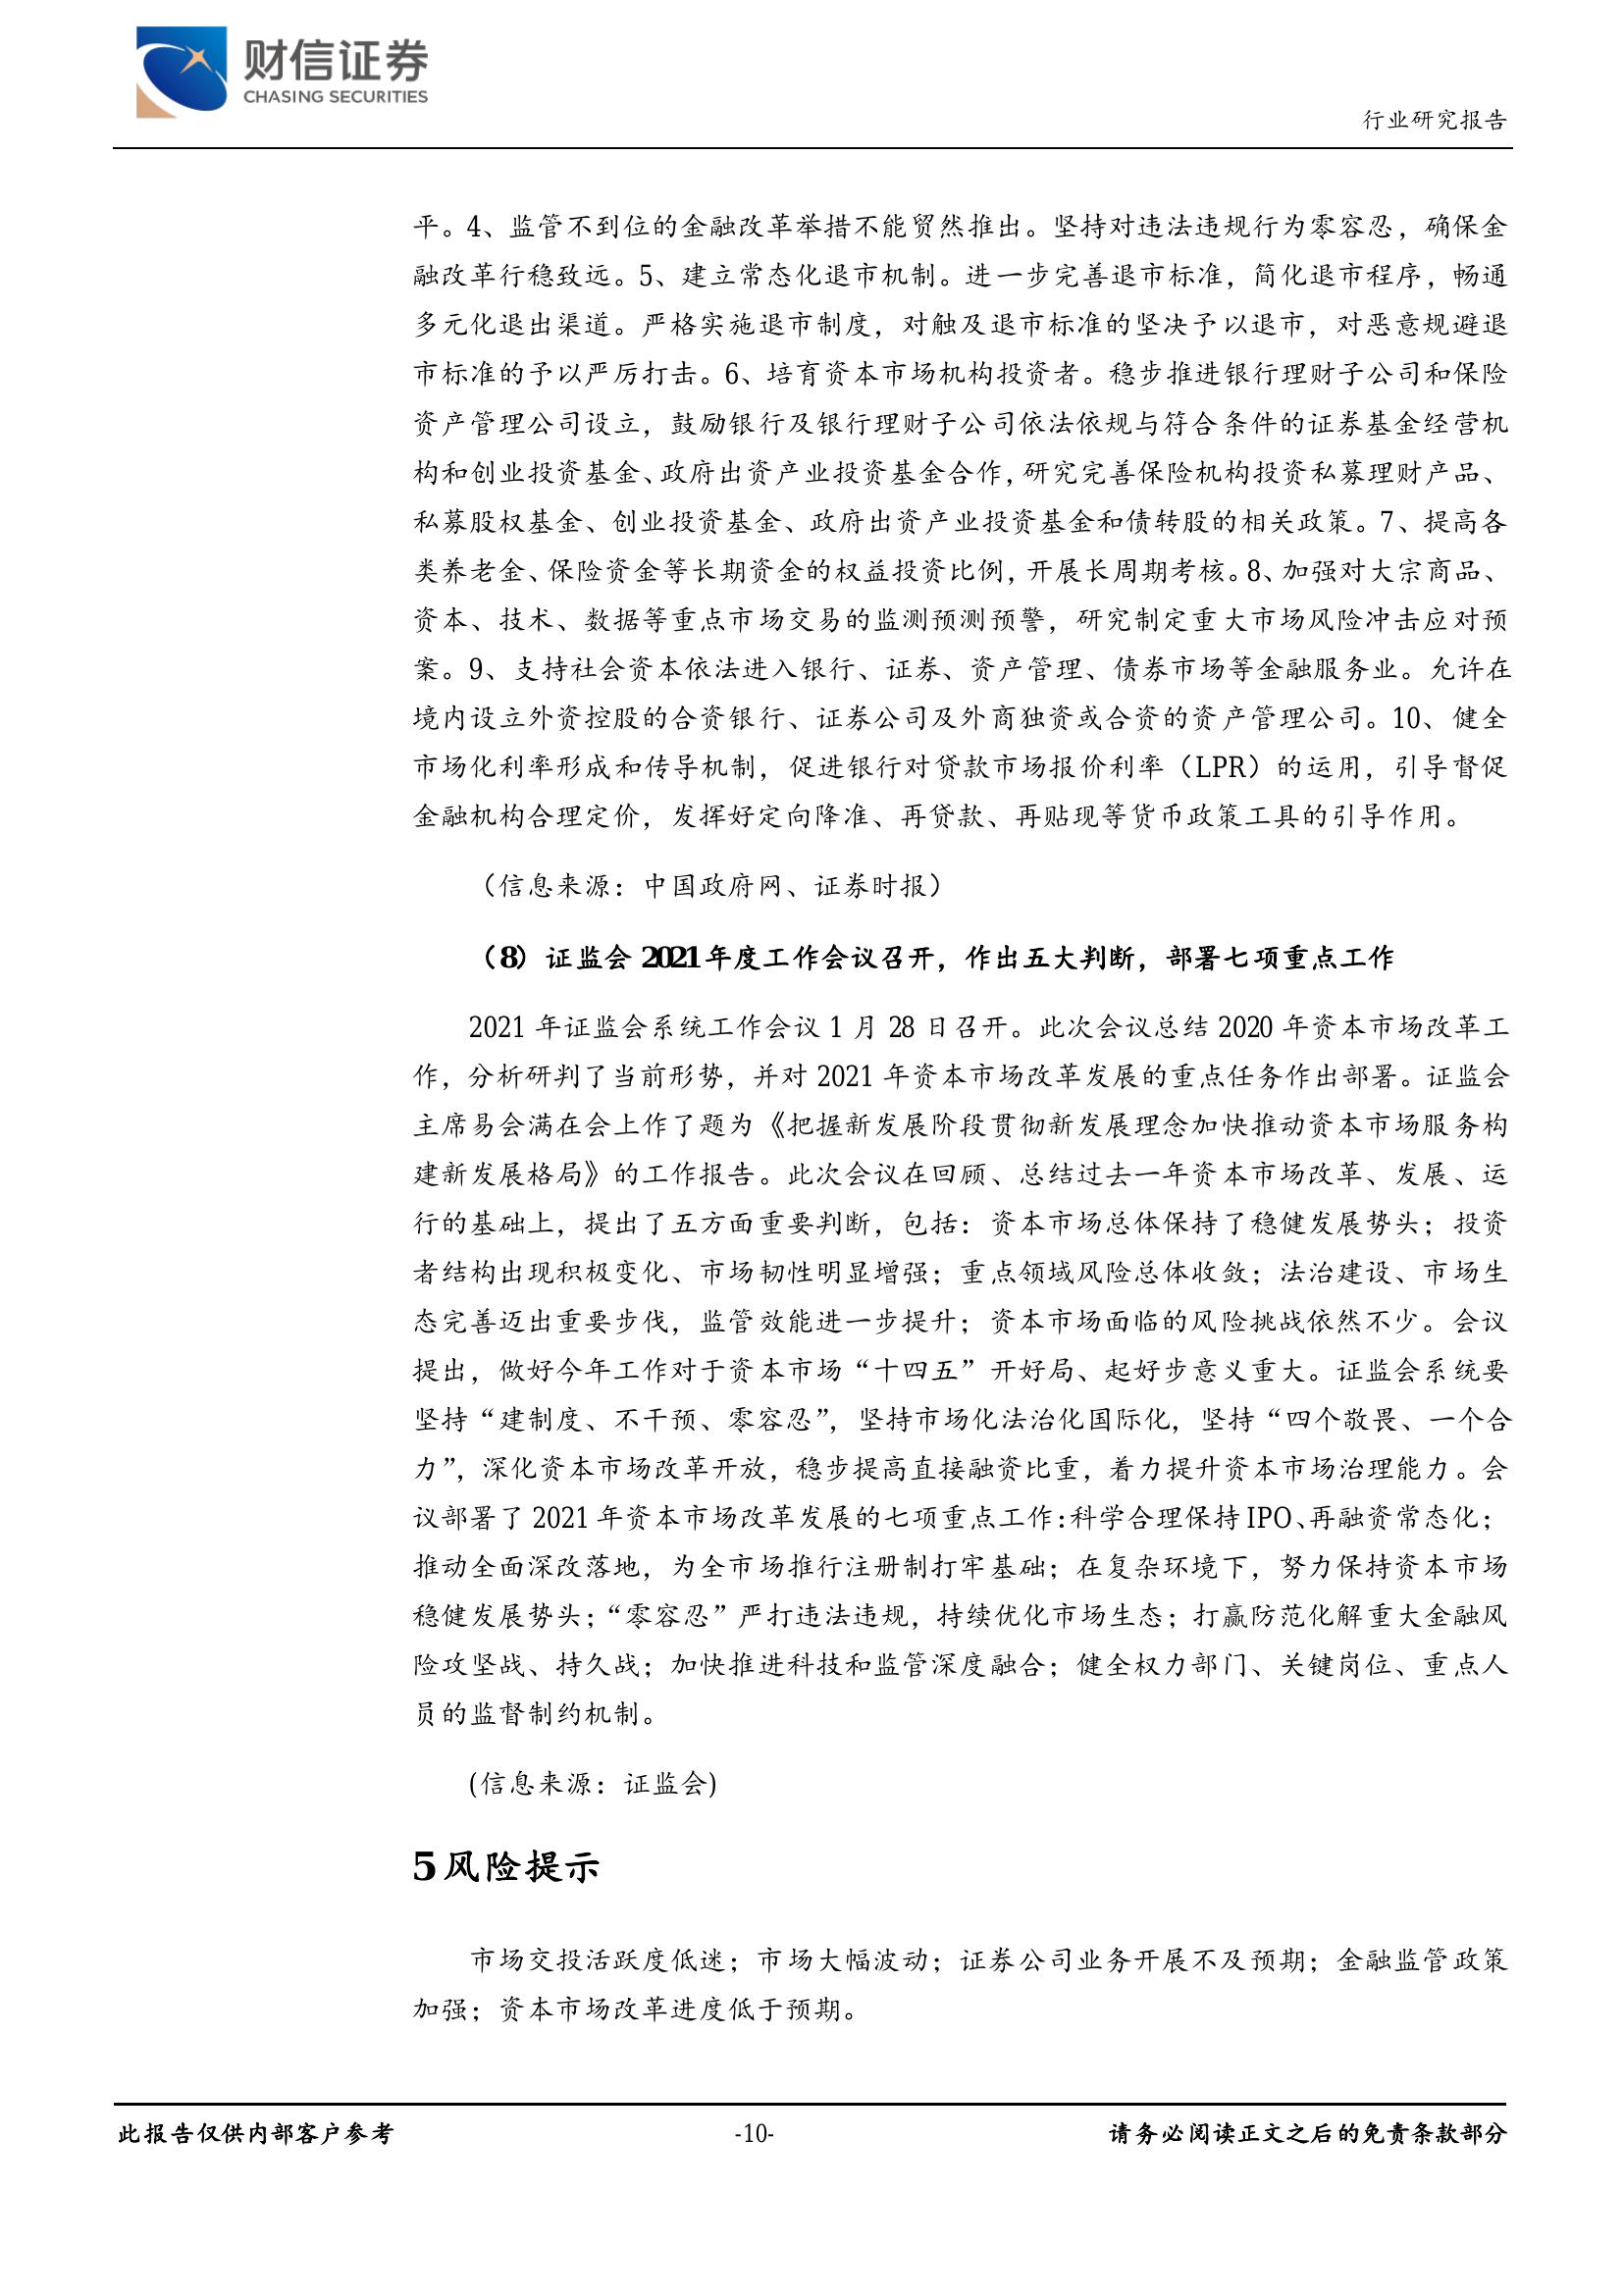 财信证券
CHASING SECURITIES
行业研究报告
平。4、监管不到位的金融改革举措不能贸然推出。坚持对违法违规行为零容忍，确保金
融改革行稳致远。5、建立常态化退市机制。进一步完善退市标准，简化退市程序，畅通
多元化退出渠道。严格实施退市制度，对触及退市标准的坚决予以退市，对恶意规避退
市标准的予以严厉打击。6、培育资本市场机构投资者。稳步推进银行理财子公司和保险
资产管理公司设立，鼓励银行及银行理财子公司依法依规与符合条件的证券基金经营机
构和创业投资基金、政府出资产业投资基金合作，研究完善保险机构投资私募理财产品、
私募股权基金、创业投资基金、政府出资产业投资基金和债转股的相关政策。7、提高各
类养老金、保险资金等长期资金的权益投资比例，开展长周期考核。8、加强对大宗商品、
资本、技术、数据等重点市场交易的监测预测预警，研究制定重大市场风险冲击应对预
案。9、支持社会资本依法进入银行、证券、资产管理、债券市场等金融服务业。允许在
境内设立外资控股的合资银行、证券公司及外商独资或合资的资产管理公司。10、健全
市场化利率形成和传导机制，促进银行对贷款市场报价利率（LPR）的运用，引导督促
金融机构合理定价，发挥好定向降准、再贷款、再贴现等货币政策工具的引导作用。
（信息来源：中国政府网、证券时报）
（8）证监会 2021 年度工作会议召开，作出五大判断，部署七项重点工作
2021 年证监会系统工作会议 1 月 28 日召开。此次会议总结 2020 年资本市场改革工
作，分析研判了当前形势，并对 2021 年资本市场改革发展的重点任务作出部署。证监会
主席易会满在会上作了题为《把握新发展阶段贯彻新发展理念加快推动资本市场服务构
建新发展格局》的工作报告。此次会议在回顾、总结过去一年资本市场改革、发展、运
行的基础上，提出了五方面重要判断，包括：资本市场总体保持了稳健发展势头；投资
者结构出现积极变化、市场韧性明显增强；重点领域风险总体收敛；法治建设、市场生
态完善迈出重要步伐，监管效能进一步提升；资本市场面临的风险挑战依然不少。会议
提出，做好今年工作对于资本市场“十四五”开好局、起好步意义重大。证监会系统要
坚持“建制度、不干预、零容忍”，坚持市场化法治化国际化，坚持“四个敬畏、一个合
力”，深化资本市场改革开放，稳步提高直接融资比重，着力提升资本市场治理能力。会
议部署了 2021 年资本市场改革发展的七项重点工作：科学合理保持 IPO、再融资常态化；
推动全面深改落地，为全市场推行注册制打牢基础；在复杂环境下，努力保持资本市场
稳健发展势头；“零容忍”严打违法违规，持续优化市场生态；打赢防范化解重大金融风
险攻坚战、持久战；加快推进科技和监管深度融合；健全权力部门、关键岗位、重点人
员的监督制约机制。
(信息来源：证监会)
5 风险提示
市场交投活跃度低迷；市场大幅波动；证券公司业务开展不及预期；金融监管政策
加强；资本市场改革进度低于预期。
此报告仅供内部客户参考
-10-
请务必阅读正文之后的免责条款部分